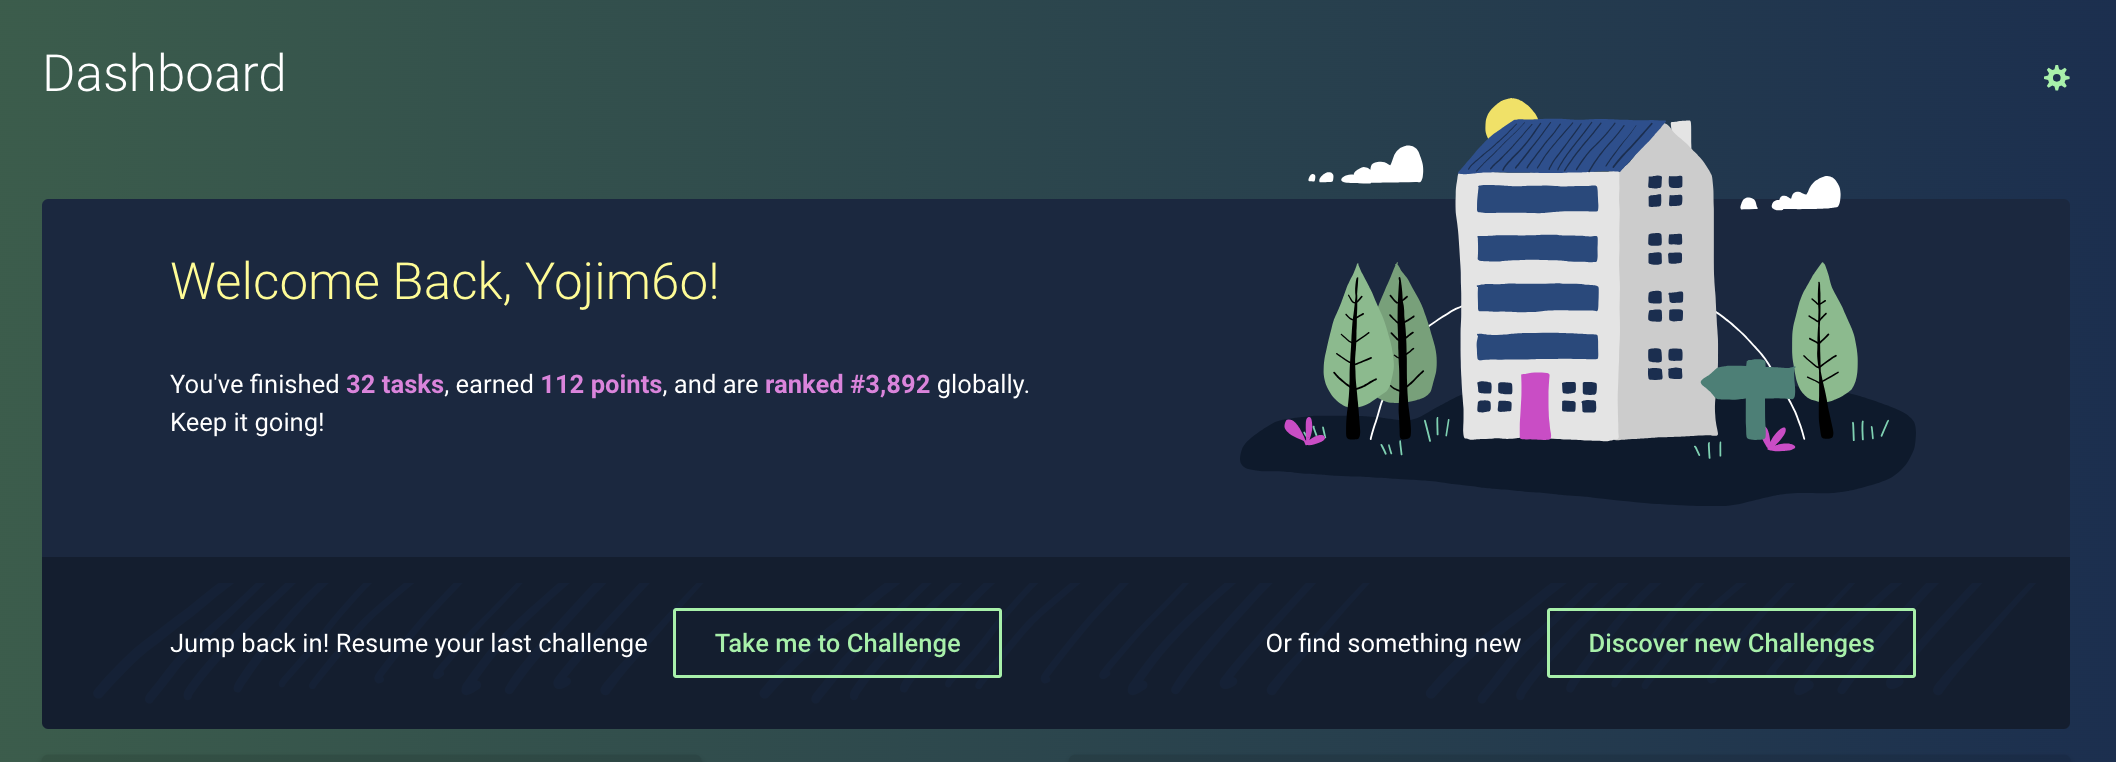 Dashboard
Welcome Back, Yojim6o!
You've finished 32 tasks, earned 112 points, and are ranked #3,892 globally.
Keep it going!
Jump back in! Resume your last challenge
Take me to Challenge
Or find something new
Discover new Challenges